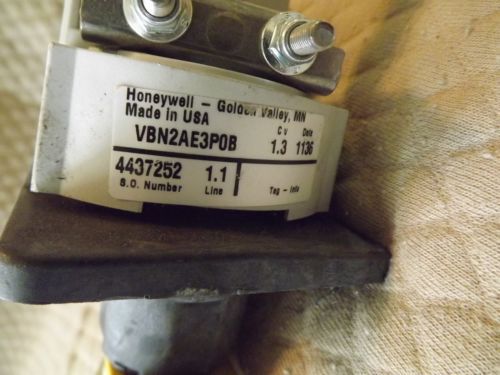 Honeywell - Golden Valley, MN
Made in USA
Cv Date
VBN2AE3P0B 1.3 1136
4437252 1.1
S.O. Number Line Tag - Info